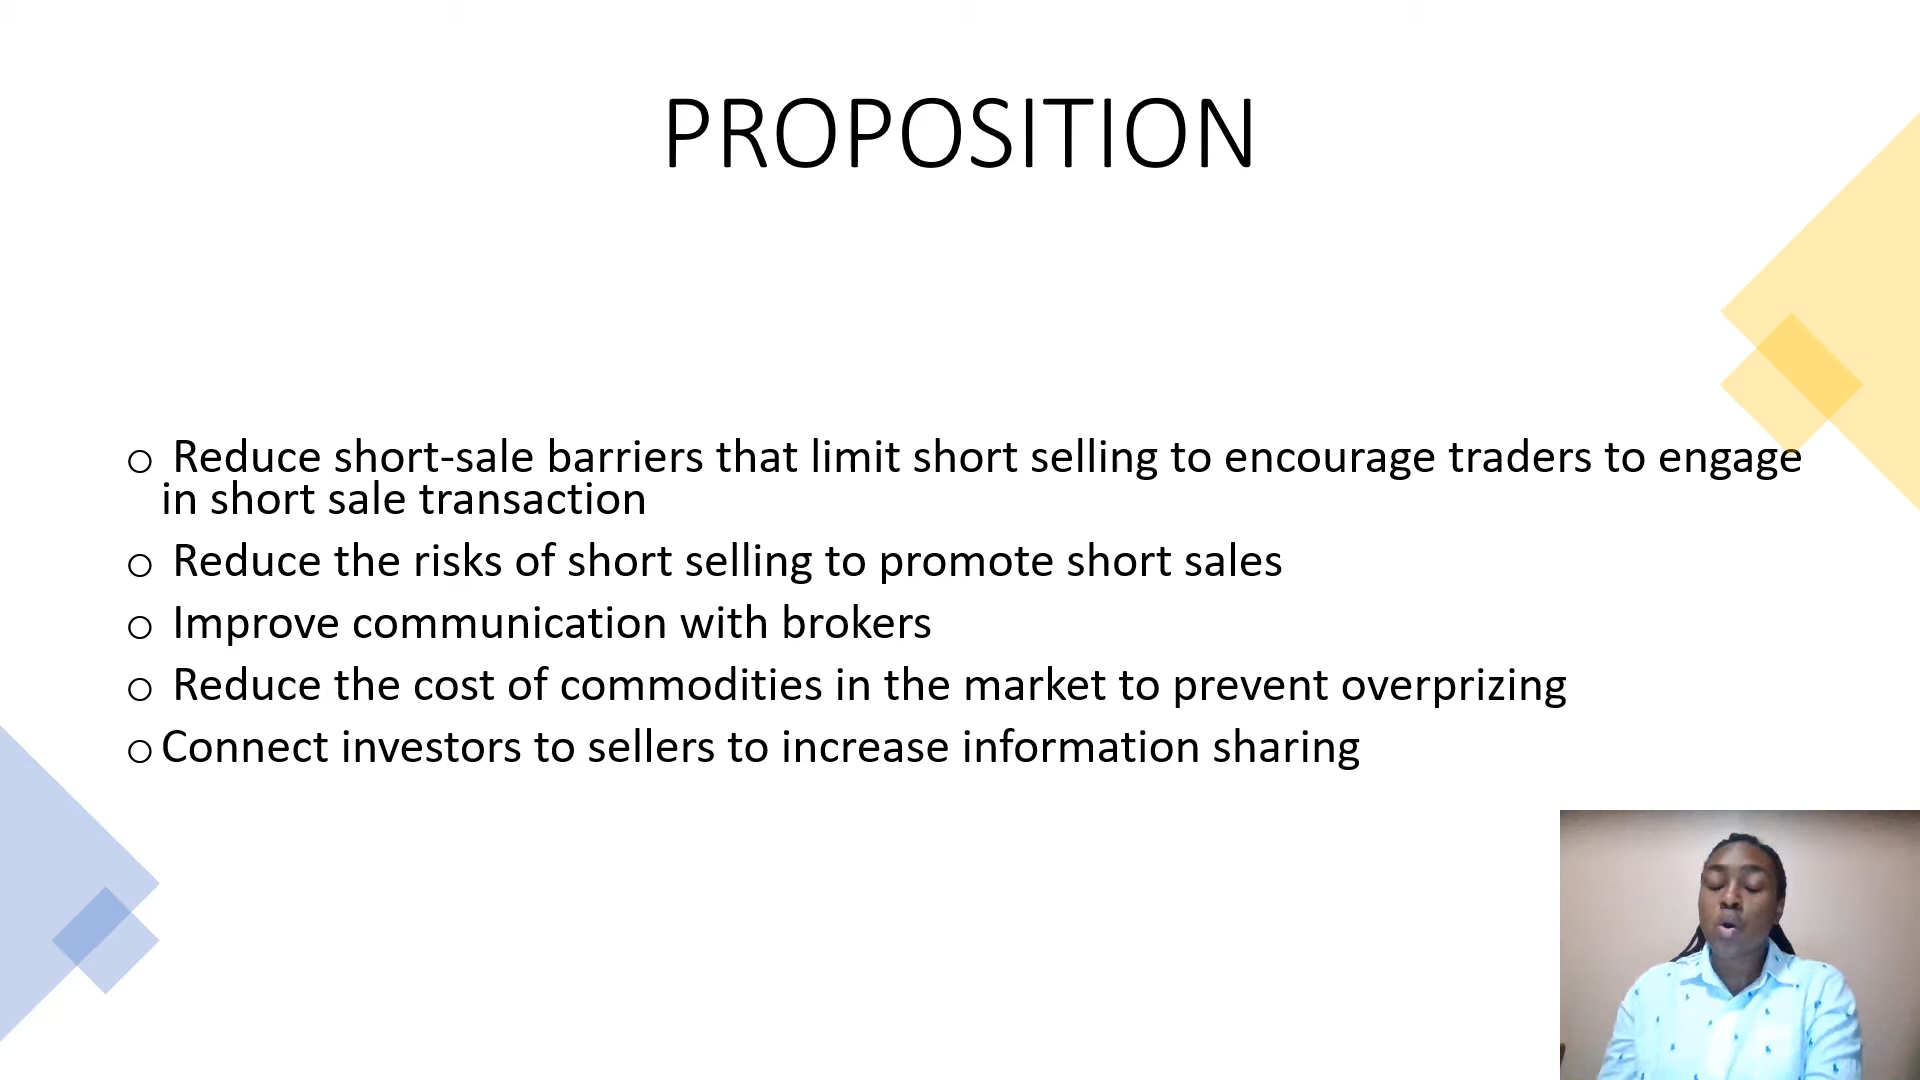 PROPOSITION
○ Reduce short-sale barriers that limit short selling to encourage traders to engage
in short sale transaction
○ Reduce the risks of short selling to promote short sales
○ Improve communication with brokers
○ Reduce the cost of commodities in the market to prevent overprizing
○ Connect investors to sellers to increase information sharing